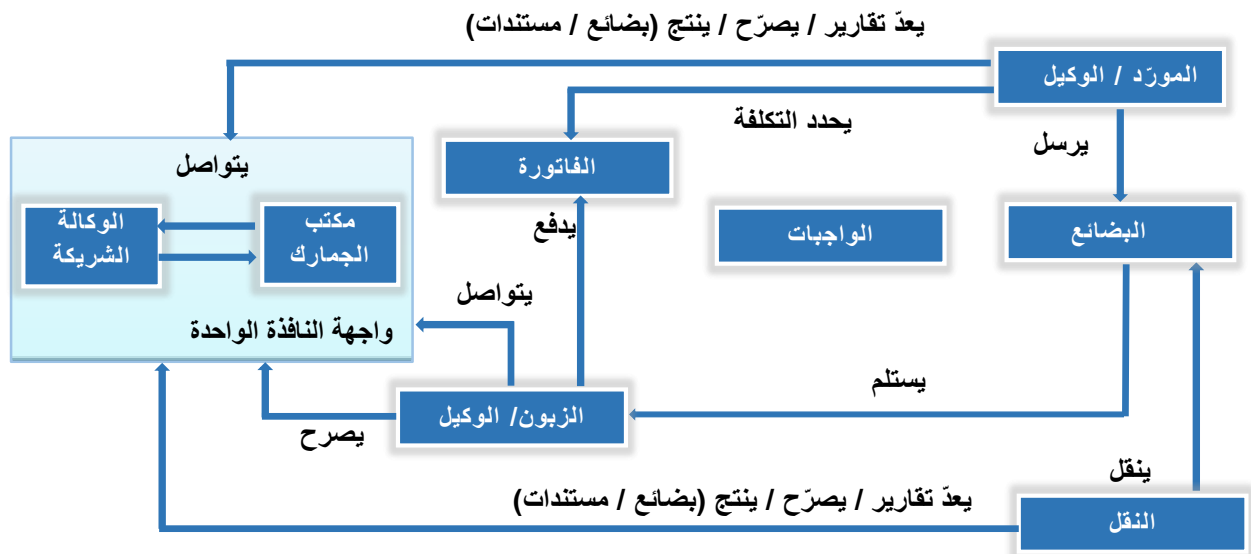 يعدّ تقارير / يصرّح / ينتج (بضائع / مستندات)
المورّد / الوكيل
يحدد التكلفة
يرسل
يتواصل
الفاتورة
مكتب
الجمارك
الوكالة
الشريكة
يدفع
الواجبات
البضائع
يتواصل
واجهة النافذة الواحدة
يستلم
الزبون/ الوكيل
يصرح
ينقل
يعدّ تقارير / يصرّح / ينتج (بضائع / مستندات)
النقل